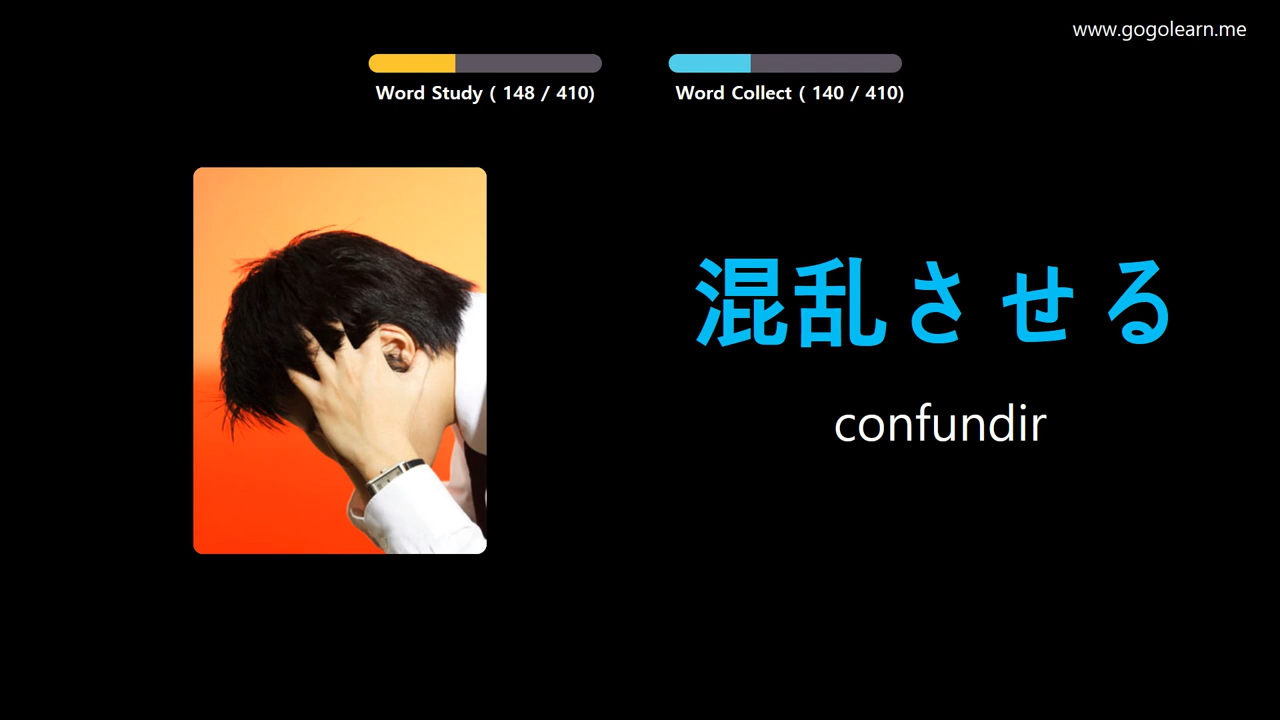 www.gogolearn.me
Word Study ( 148 / 410)
Word Collect ( 140 / 410)
混乱させる
confundir